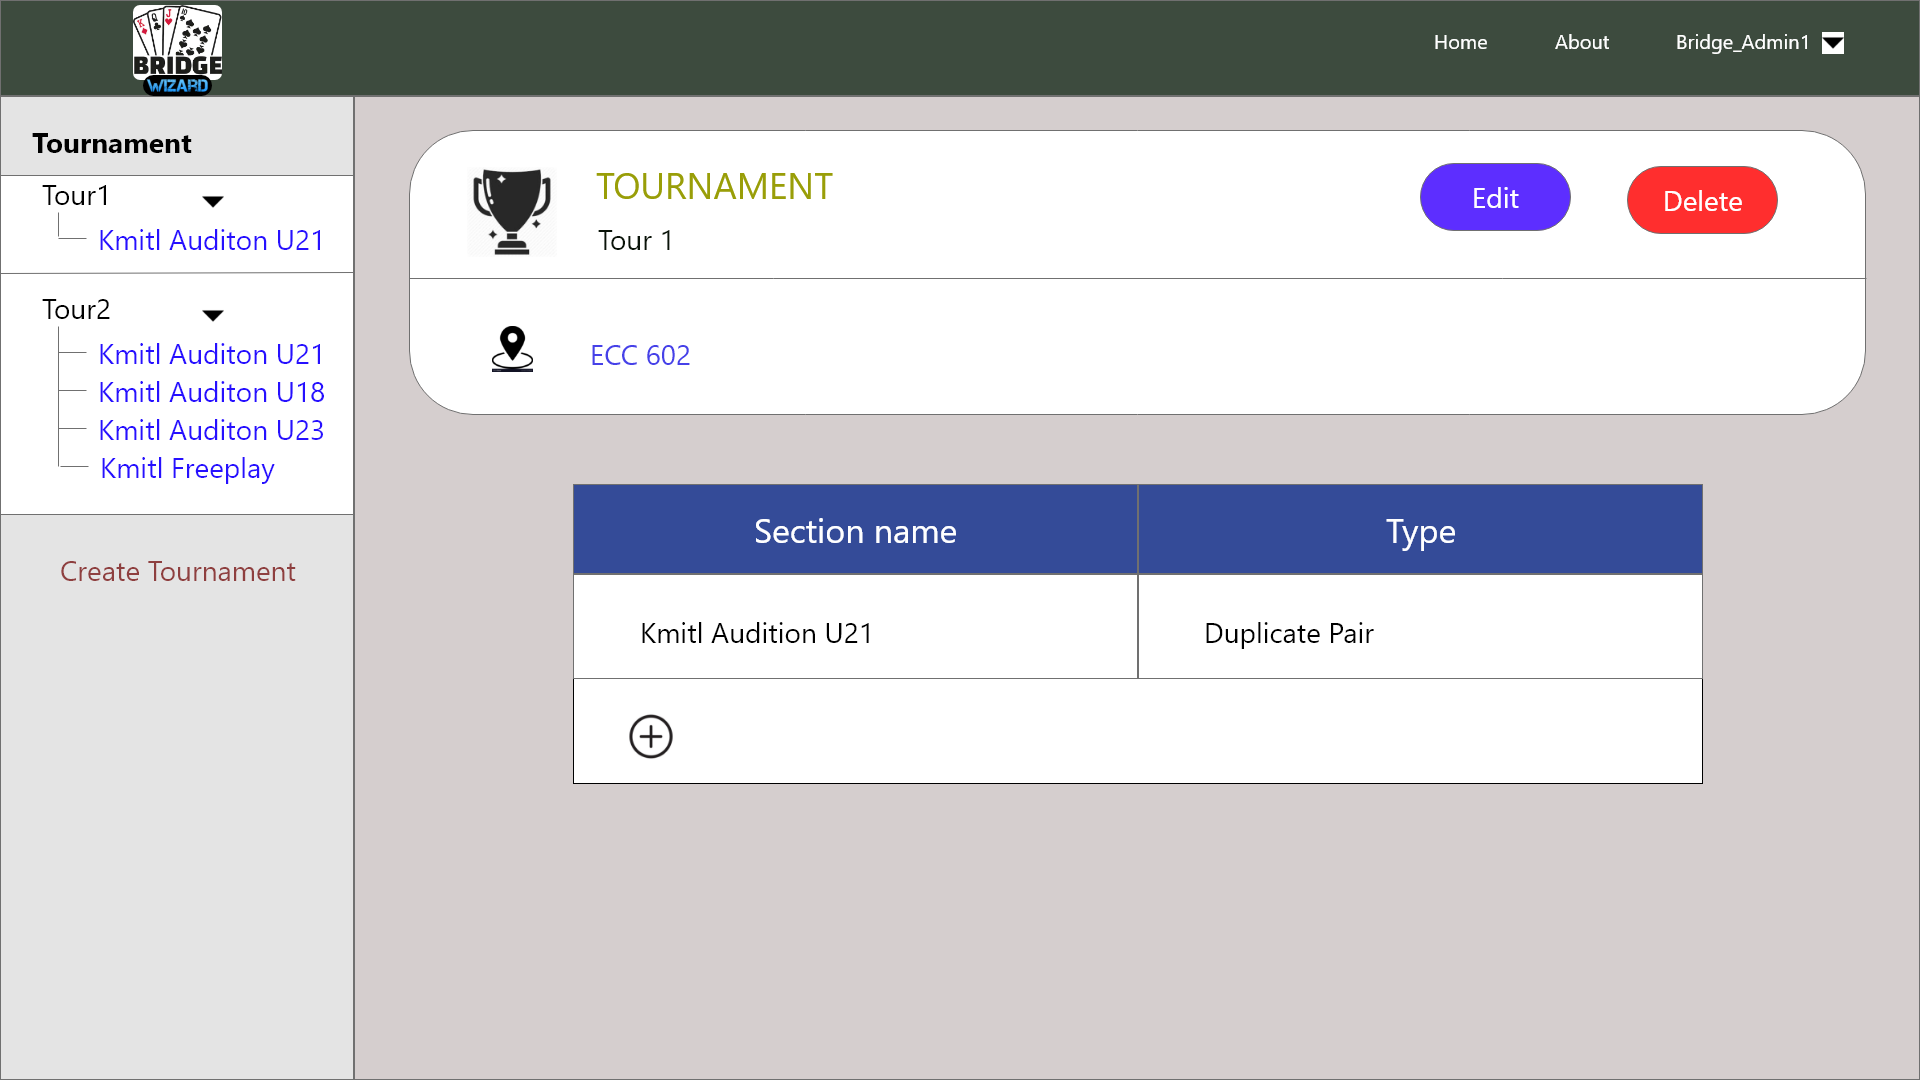 K Q J 10
BRIDGE
WIZARD
Home About Bridge_Admin1
Tournament
Tour1
Kmitl Auditon U21
Tour2
Kmitl Auditon U21
Kmitl Auditon U18
Kmitl Auditon U23
Kmitl Freeplay
Create Tournament
TOURNAMENT
Tour 1
Edit
Delete
ECC 602
Section name Type
Kmitl Audition U21 Duplicate Pair